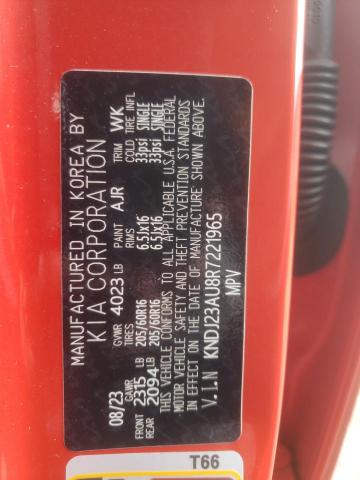 MANUFACTURED IN KOREA BY
KIA CORPORATION
08/23 GVWR 4023 LB PAINT AJR TRIM WK
GAWR TIRES RIMS COLD TIRE INFL
FRONT 2315 LB 205/60R16 6.5Jx16 33psi SINGLE
REAR 2094 LB 205/60R16 6.5Jx16 33psi SINGLE
THIS VEHICLE CONFORMS TO ALL APPLICABLE U.S.A. FEDERAL
MOTOR VEHICLE SAFETY AND THEFT PREVENTION STANDARDS
IN EFFECT ON THE DATE OF MANUFACTURE SHOWN ABOVE.
V.I.N KNDJ23AU8R7221965
MPV
T66